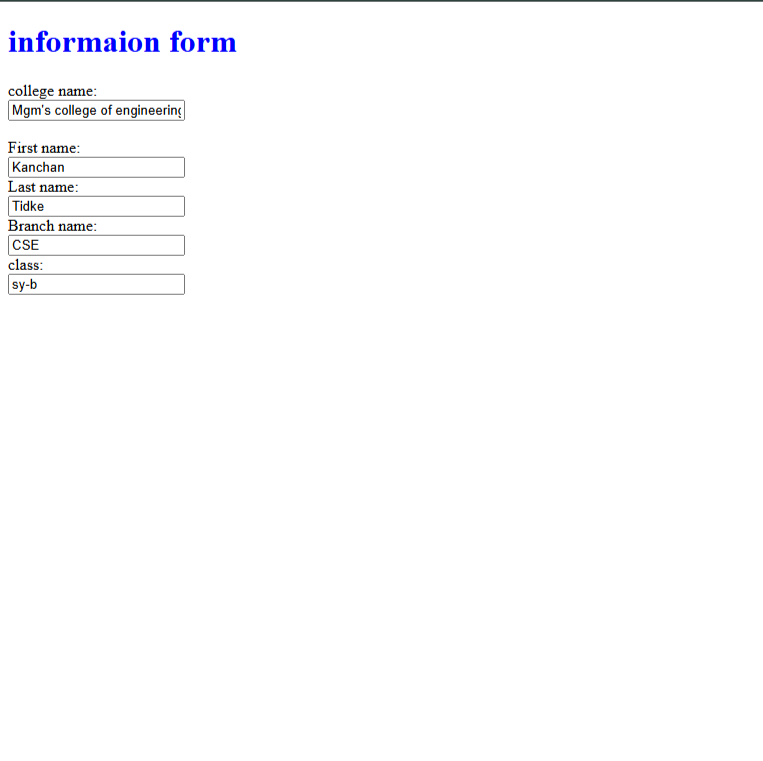 informaion form
college name:
Mgm's college of engineering
First name:
Kanchan
Last name:
Tidke
Branch name:
CSE
class:
sy-b